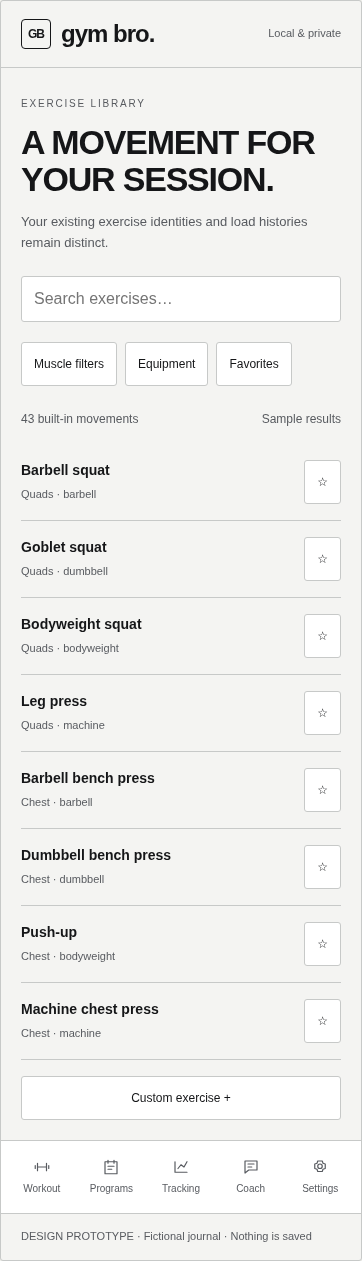 GB gym bro. Local & private
EXERCISE LIBRARY
A MOVEMENT FOR
YOUR SESSION.
Your existing exercise identities and load histories
remain distinct.
Search exercises…
Muscle filters Equipment Favorites
43 built-in movements Sample results
Barbell squat
Quads · barbell
Goblet squat
Quads · dumbbell
Bodyweight squat
Quads · bodyweight
Leg press
Quads · machine
Barbell bench press
Chest · barbell
Dumbbell bench press
Chest · dumbbell
Push-up
Chest · bodyweight
Machine chest press
Chest · machine
Custom exercise +
Workout Programs Tracking Coach Settings
DESIGN PROTOTYPE · Fictional journal · Nothing is saved